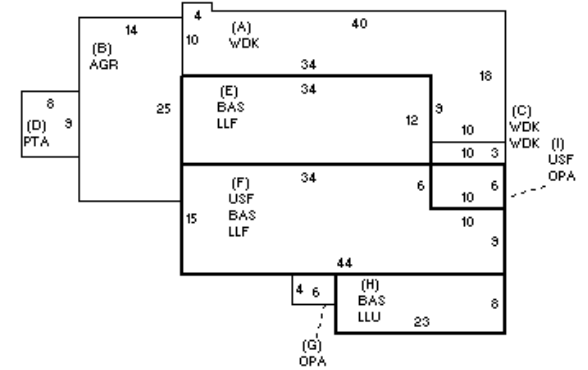 4
(A)
WDK
40
14
(B)
AGR
10
34
34
18
8
(D)
PTA
9
25
(E)
BAS
LLF
12
9
10
10
3
(C)
WDK
WDK
(I)
USF
OPA
34
(F)
USF
BAS
LLF
15
6
6
10
10
9
44
4
6
(H)
BAS
LLU
8
23
(G)
OPA